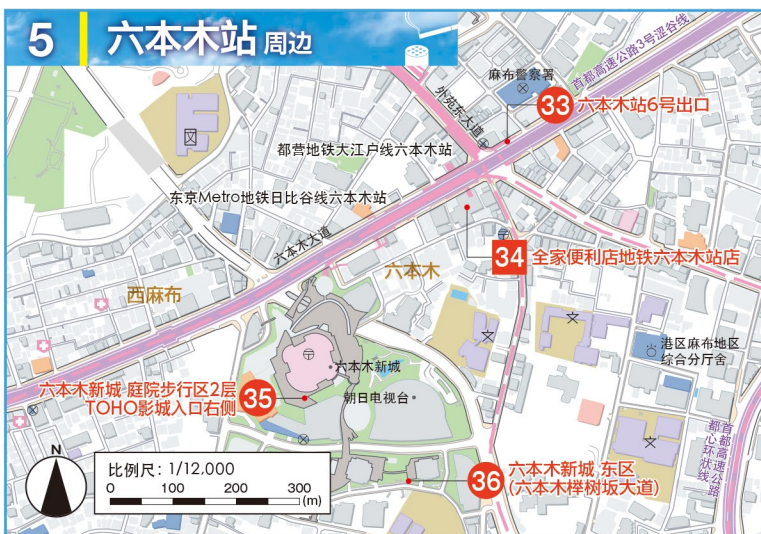 5 六本木站 周边
麻布警察署
首都高速公路3号涩谷线
33 六本木站6号出口
外苑东大道
都营地铁大江户线六本木站
东京Metro地铁日比谷线六本木站
六本木大道
34 全家便利店地铁六本木站店
六本木
西麻布
港区麻布地区
综合分厅舍
六本木新城
六本木新城 庭院步行区2层
TOHO影城入口右侧
35
朝日电视台
首都高速公路
都心环状线
36
六本木新城 东区
(六本木榉树坂大道)
N
比例尺: 1/12.000
0 100 200 300
(m)